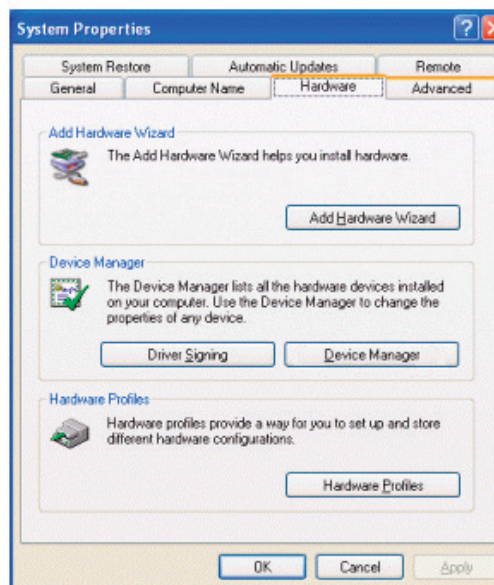 System Properties
System Restore Automatic Updates Remote
General Computer Name Hardware Advanced
Add Hardware Wizard
The Add Hardware Wizard helps you install hardware.
Add Hardware Wizard
Device Manager
The Device Manager lists all the hardware devices installed
on your computer. Use the Device Manager to change the
properties of any device.
Driver Signing Device Manager
Hardware Profiles
Hardware profiles provide a way for you to set up and store
different hardware configurations.
Hardware Profiles
OK Cancel Apply